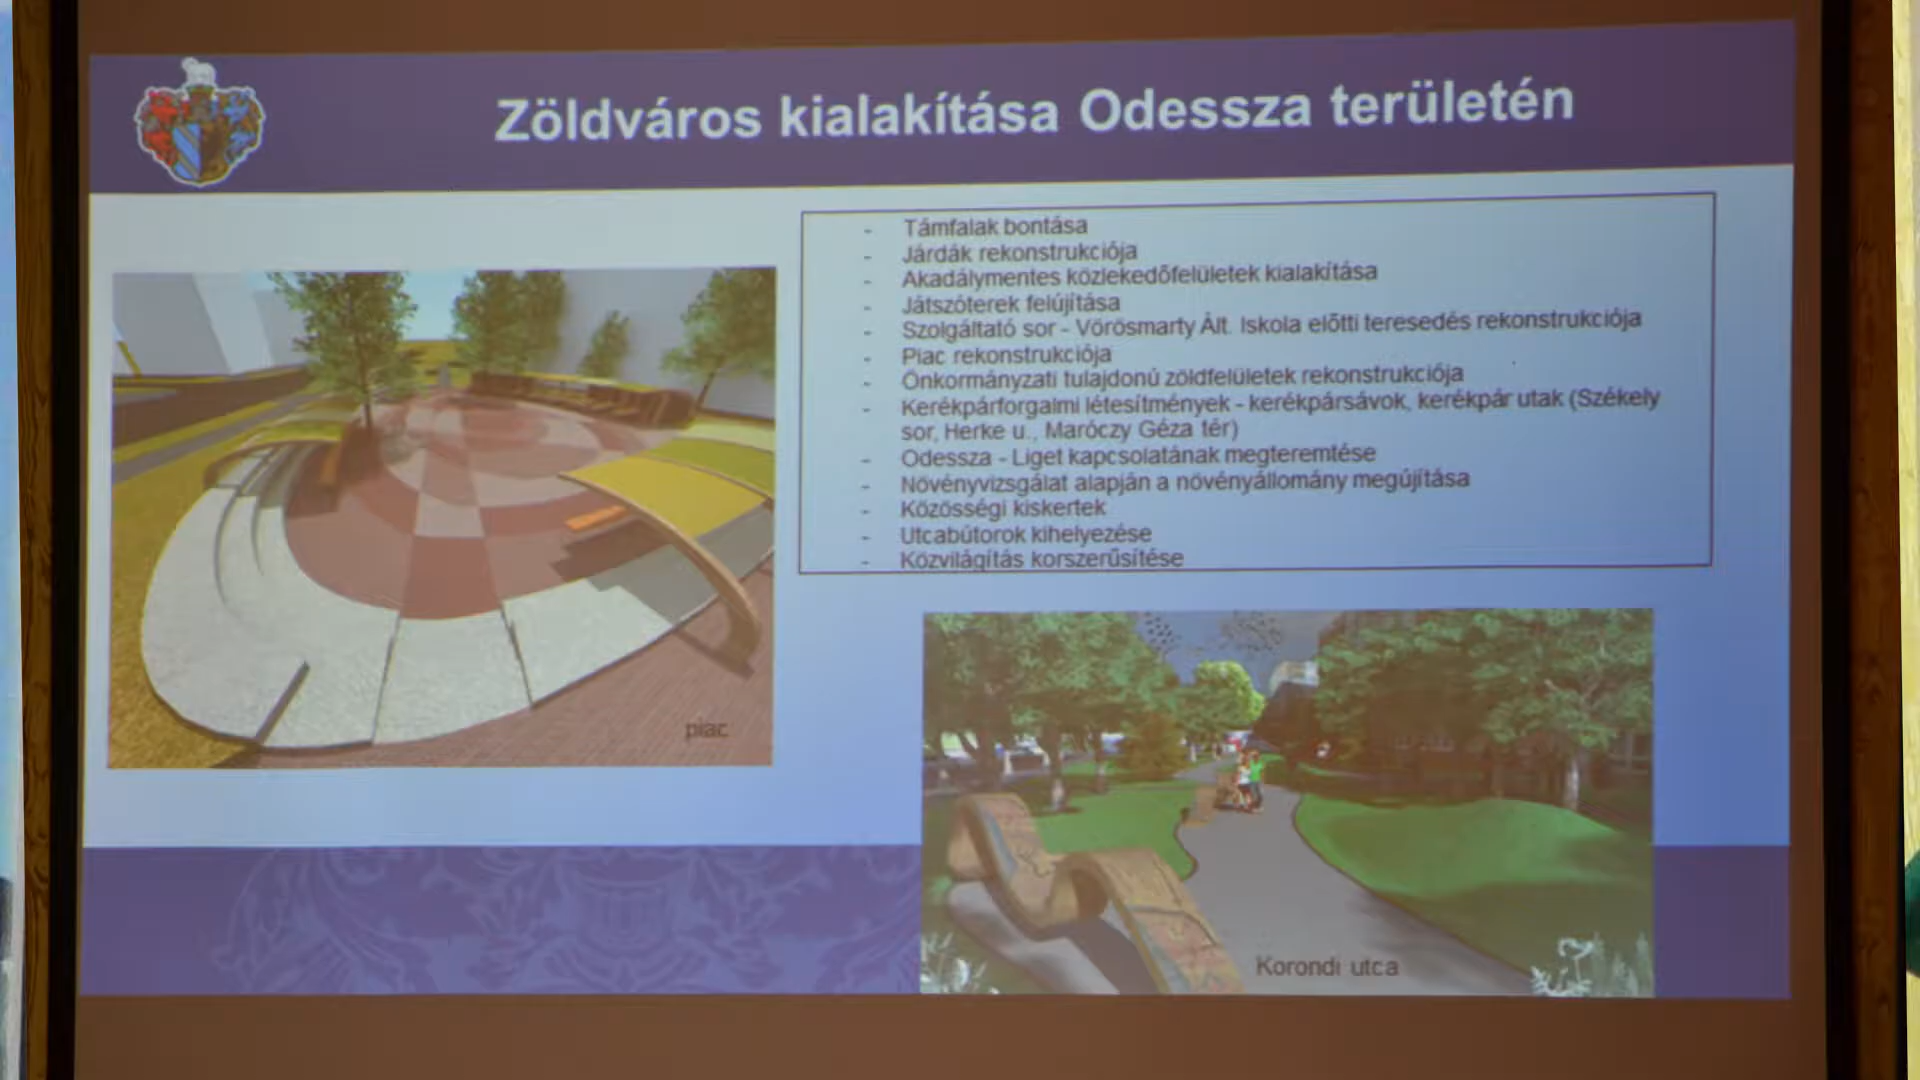 Zöldváros kialakítása Odessza területén
- Támfalak bontása
- Járdák rekonstrukciója
- Akadálymentes közlekedőfelületek kialakítása
- Játszóterek felújítása
- Szolgáltató sor - Vörösmarty Ált. Iskola előtti teresedés rekonstrukciója
- Piac rekonstrukciója
- Önkormányzati tulajdonú zöldfelületek rekonstrukciója
- Kerékpárforgalmi létesítmények - kerékpársávok, kerékpár utak (Székely
sor, Herke u., Maróczy Géza tér)
- Odessza - Liget kapcsolatának megteremtése
- Növényvizsgálat alapján a növényállomány megújítása
- Közösségi kiskertek
- Utcabútorok kihelyezése
- Közvilágítás korszerűsítése
piac
Korondi utca